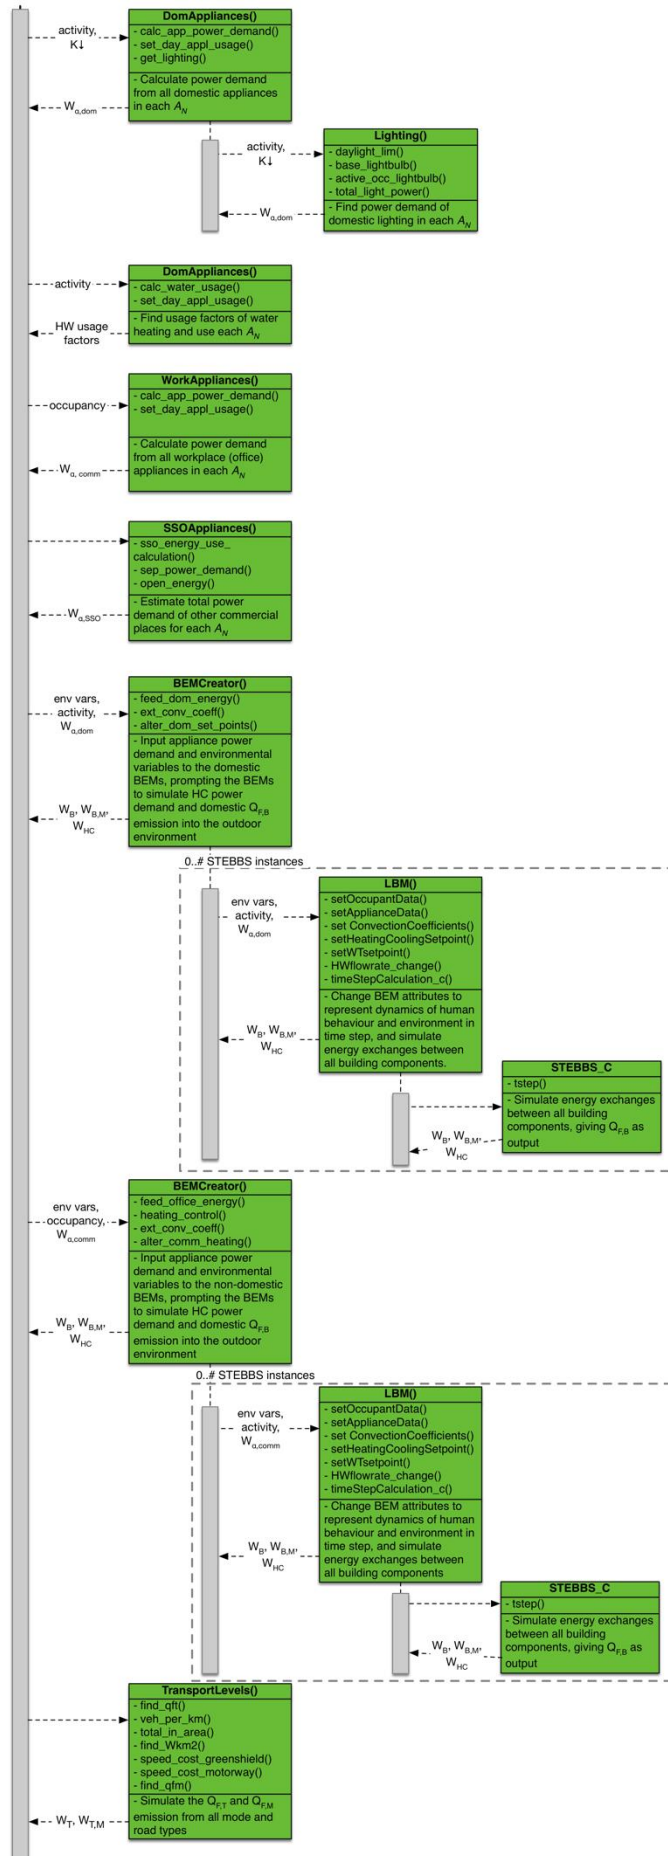 DomAppliances()
- calc_app_power_demand()
- set_day_appl_usage()
- get_lighting()
- Calculate power demand
from all domestic appliances
in each A_N
activity,
K↓
W_α,dom
Lighting()
- daylight_lim()
- base_lightbulb()
- active_occ_lightbulb()
- total_light_power()
- Find power demand of
domestic lighting in each A_N
activity,
K↓
W_α,dom
DomAppliances()
- calc_water_usage()
- set_day_appl_usage()
- Find usage factors of water
heating and use each A_N
activity
HW usage
factors
WorkAppliances()
- calc_app_power_demand()
- set_day_appl_usage()
- Calculate power demand
from all workplace (office)
appliances in each A_N
occupancy
W_α, comm
SSOAppliances()
- sso_energy_use_
calculation()
- sep_power_demand()
- open_energy()
- Estimate total power
demand of other commercial
places for each A_N
W_α,SSO
BEMCreator()
- feed_dom_energy()
- ext_conv_coeff()
- alter_dom_set_points()
- Input appliance power
demand and environmental
variables to the domestic
BEMs, prompting the BEMs
to simulate HC power
demand and domestic Q_F,B
emission into the outdoor
environment
env vars,
activity,
W_α,dom
W_B, W_B,M,
W_HC
0..# STEBBS instances
LBM()
- setOccupantData()
- setApplianceData()
- set ConvectionCoefficients()
- setHeatingCoolingSetpoint()
- setWTsetpoint()
- HWflowrate_change()
- timeStepCalculation_c()
- Change BEM attributes to
represent dynamics of human
behaviour and environment in
time step, and simulate
energy exchanges between
all building components.
env vars,
activity,
W_α,dom
W_B, W_B,M,
W_HC
STEBBS_C
- tstep()
- Simulate energy exchanges
between all building
components, giving Q_F,B as
output
W_B, W_B,M,
W_HC
BEMCreator()
- feed_office_energy()
- heating_control()
- ext_conv_coeff()
- alter_comm_heating()
- Input appliance power
demand and environmental
variables to the non-domestic
BEMs, prompting the BEMs
to simulate HC power
demand and domestic Q_F,B
emission into the outdoor
environment
env vars,
occupancy,
W_α,comm
W_B, W_B,M,
W_HC
0..# STEBBS instances
LBM()
- setOccupantData()
- setApplianceData()
- set ConvectionCoefficients()
- setHeatingCoolingSetpoint()
- setWTsetpoint()
- HWflowrate_change()
- timeStepCalculation_c()
- Change BEM attributes to
represent dynamics of human
behaviour and environment in
time step, and simulate
energy exchanges between
all building components
env vars,
activity,
W_α,comm
W_B, W_B,M,
W_HC
STEBBS_C
- tstep()
- Simulate energy exchanges
between all building
components, giving Q_F,B as
output
W_B, W_B,M,
W_HC
TransportLevels()
- find_qft()
- veh_per_km()
- total_in_area()
- find_Wkm2()
- speed_cost_greenshield()
- speed_cost_motorway()
- find_qfm()
- Simulate the Q_F,T and Q_F,M
emission from all mode and
road types
W_T, W_T,M